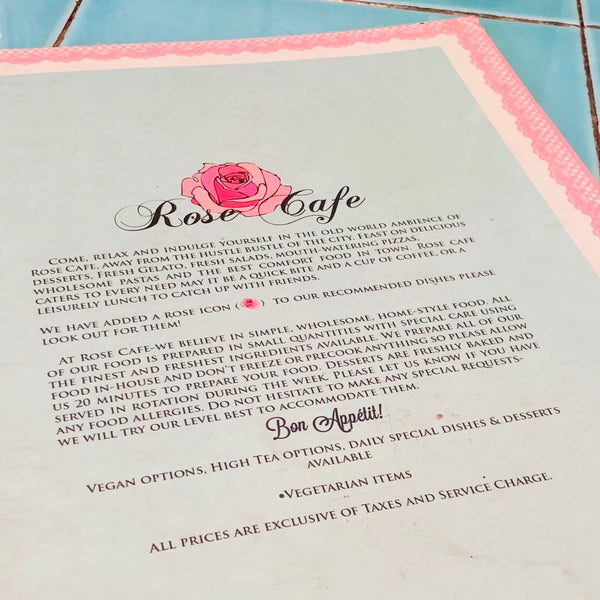 Rose Cafe
COME, RELAX AND INDULGE YOURSELF IN THE OLD WORLD AMBIENCE OF
ROSE CAFE, AWAY FROM THE HUSTLE BUSTLE OF THE CITY. FEAST ON DELICIOUS
DESSERTS, FRESH GELATO, FRESH SALADS, MOUTH-WATERING PIZZAS,
WHOLESOME PASTAS AND THE BEST COMFORT FOOD IN TOWN. ROSE CAFE
CATERS TO EVERY NEED MAY IT BE A QUICK BITE AND A CUP OF COFFEE, OR A
LEISURELY LUNCH TO CATCH UP WITH FRIENDS.
WE HAVE ADDED A ROSE ICON ( ) TO OUR RECOMMENDED DISHES PLEASE
LOOK OUT FOR THEM!
AT ROSE CAFE-WE BELIEVE IN SIMPLE, WHOLESOME, HOME-STYLE FOOD. ALL
OF OUR FOOD IS PREPARED IN SMALL QUANTITIES WITH SPECIAL CARE USING
THE FINEST AND FRESHEST INGREDIENTS AVAILABLE. WE PREPARE ALL OF OUR
FOOD IN-HOUSE AND DON'T FREEZE OR PRECOOK ANYTHING SO PLEASE ALLOW
US 20 MINUTES TO PREPARE YOUR FOOD. DESSERTS ARE FRESHLY BAKED AND
SERVED IN ROTATION DURING THE WEEK. PLEASE LET US KNOW IF YOU HAVE
ANY FOOD ALLERGIES. DO NOT HESITATE TO MAKE ANY SPECIAL REQUESTS-
WE WILL TRY OUR LEVEL BEST TO ACCOMMODATE THEM.
Bon Appétit!
VEGAN OPTIONS, HIGH TEA OPTIONS, DAILY SPECIAL DISHES & DESSERTS
AVAILABLE
•VEGETARIAN ITEMS
ALL PRICES ARE EXCLUSIVE OF TAXES AND SERVICE CHARGE.